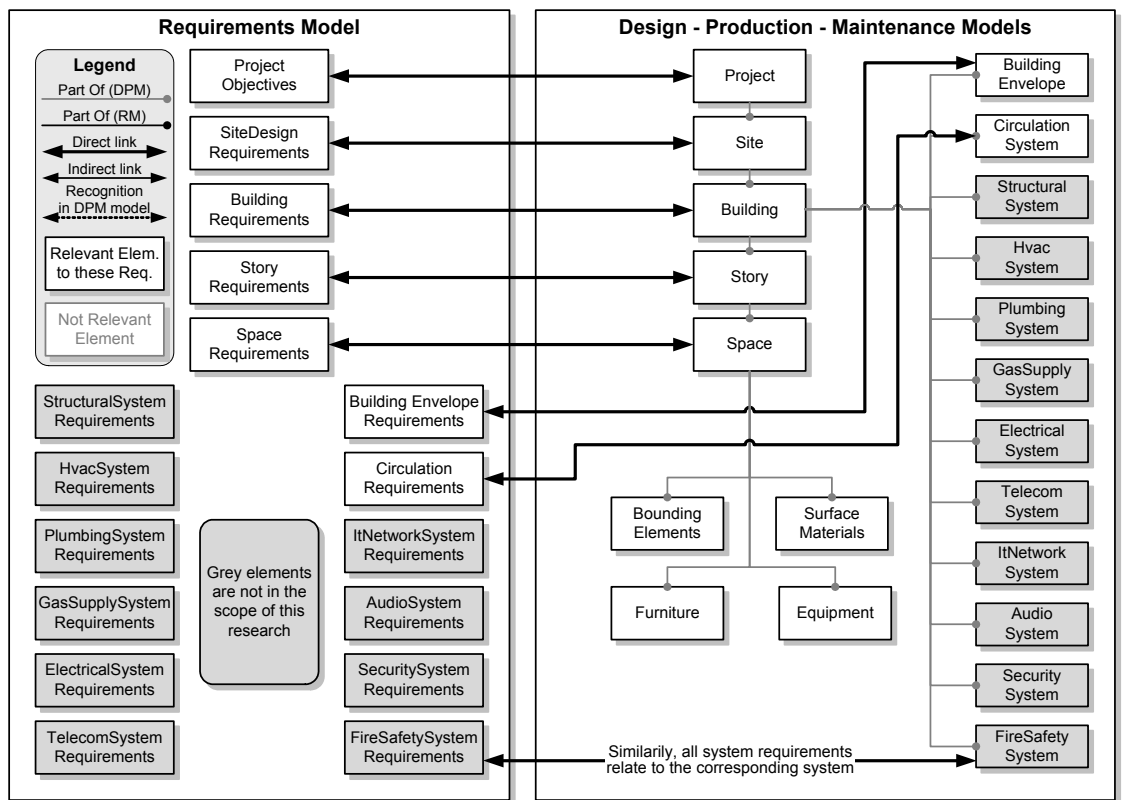 Requirements Model
Legend
Part Of (DPM)
Part Of (RM)
Direct link
Indirect link
Recognition
in DPM model
Relevant Elem.
to these Req.
Not Relevant
Element
Project
Objectives
SiteDesign
Requirements
Building
Requirements
Story
Requirements
Space
Requirements
StructuralSystem
Requirements
HvacSystem
Requirements
PlumbingSystem
Requirements
GasSupplySystem
Requirements
ElectricalSystem
Requirements
TelecomSystem
Requirements
Grey elements
are not in the
scope of this
research
Building Envelope
Requirements
Circulation
Requirements
ItNetworkSystem
Requirements
AudioSystem
Requirements
SecuritySystem
Requirements
FireSafetySystem
Requirements
Design - Production - Maintenance Models
Project
Site
Building
Story
Space
Bounding
Elements
Surface
Materials
Furniture
Equipment
Building
Envelope
Circulation
System
Structural
System
Hvac
System
Plumbing
System
GasSupply
System
Electrical
System
Telecom
System
ItNetwork
System
Audio
System
Security
System
FireSafety
System
Similarily, all system requirements
relate to the corresponding system